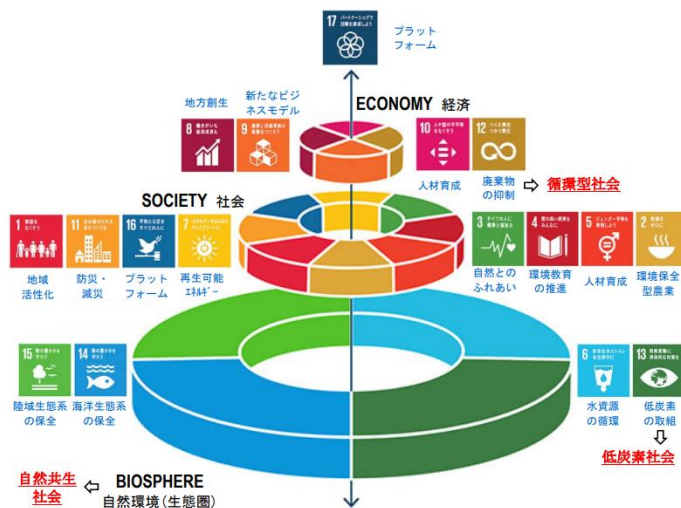 17 パートナーシップで
目標を達成しよう
プラット
フォーム
ECONOMY 経済
地方創生
新たなビジ
ネスモデル
8 働きがいも
経済成長も
9 産業と技術革新の
基盤をつくろう
10 人や国の不平等
をなくそう
12 つくる責任
つかう責任
人材育成
廃棄物
の抑制
⇨ 循環型社会
SOCIETY 社会
1 貧困を
なくそう
11 住み続けられる
まちづくりを
16 平和と公正を
すべての人に
7 エネルギーをみんなに
そしてクリーンに
地域
活性化
防災・
減災
プラット
フォーム
再生可能
エネルギー
3 すべての人に
健康と福祉を
4 質の高い教育を
みんなに
5 ジェンダー平等を
実現しよう
2 飢餓を
ゼロに
自然との
ふれあい
環境教育
の推進
人材育成
環境保全
型農業
15 陸の豊かさも
守ろう
14 海の豊かさを
守ろう
陸域生態系
の保全
海洋生態系
の保全
6 安全な水とトイレ
を世界中に
13 気候変動に
具体的な対策を
水資源
の循環
低炭素
の取組
低炭素社会
自然共生
社会
BIOSPHERE
自然環境(生態圏)